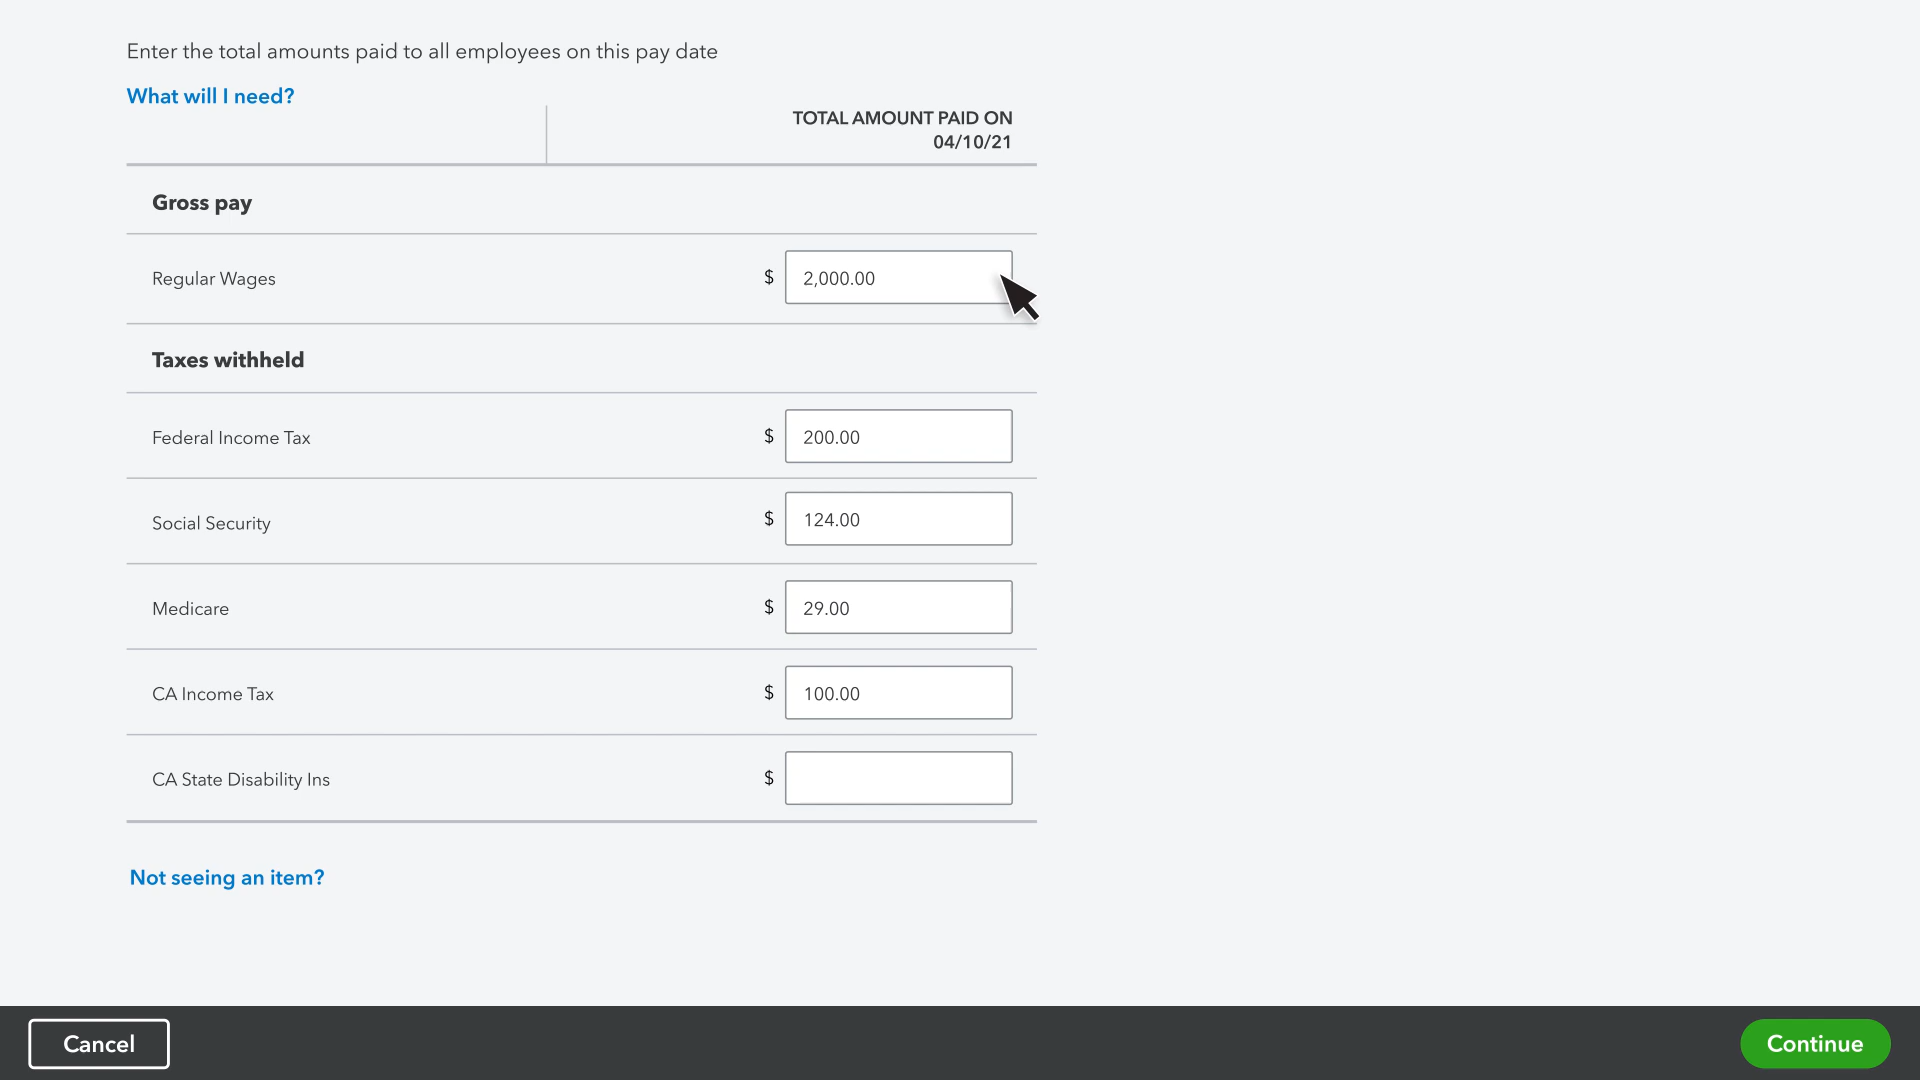 Enter the total amounts paid to all employees on this pay date
What will I need?
TOTAL AMOUNT PAID ON
04/10/21
Gross pay
Regular Wages $ 2,000.00
Taxes withheld
Federal Income Tax $ 200.00
Social Security $ 124.00
Medicare $ 29.00
CA Income Tax $ 100.00
CA State Disability Ins $
Not seeing an item?
Cancel Continue